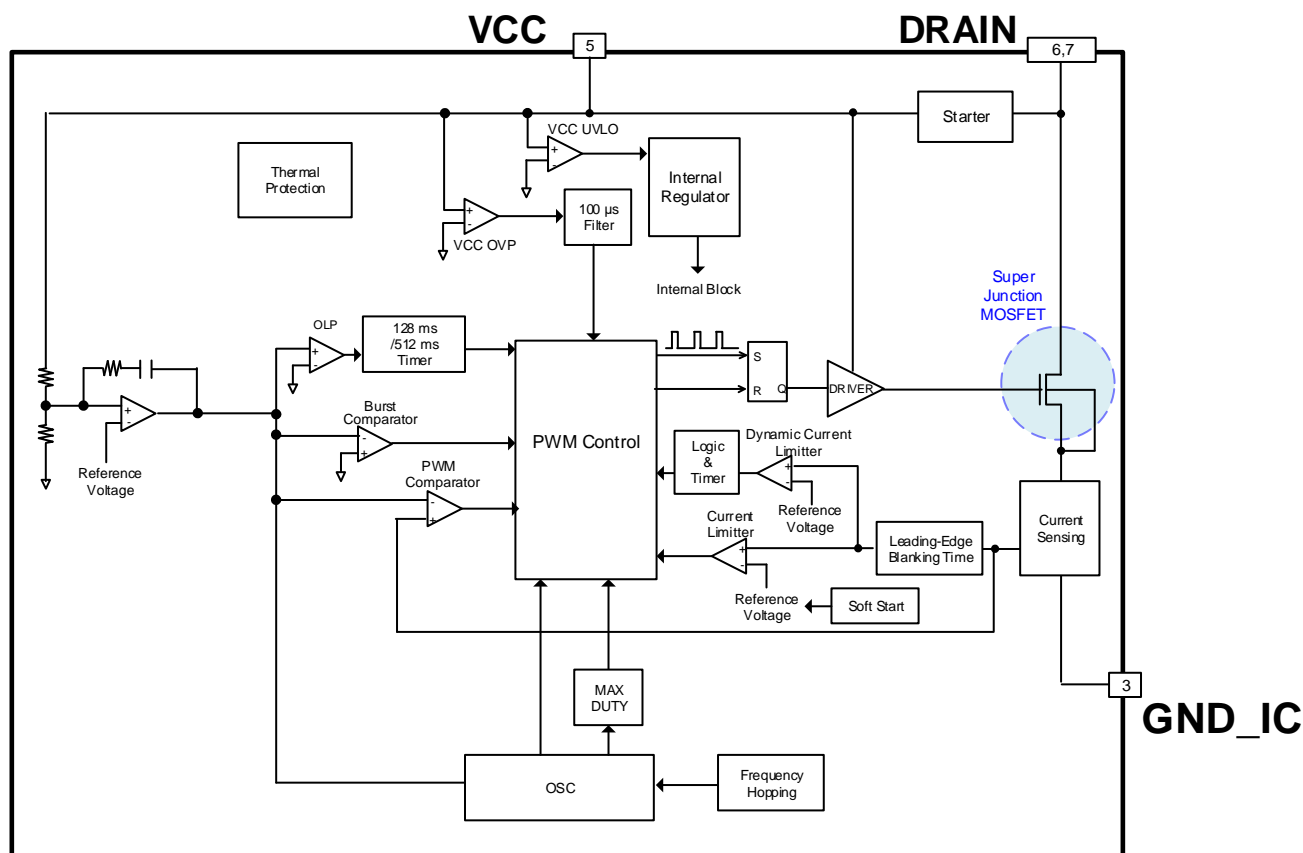 VCC
DRAIN
5
6,7
Starter
VCC UVLO
+
-
Thermal
Protection
Internal
Regulator
+
-
VCC OVP
100 µs
Filter
Internal Block
Super
Junction
MOSFET
OLP
+
-
128 ms
/512 ms
Timer
S
R
Q
DRIVER
+
-
Reference
Voltage
Burst
Comparator
-
+
PWM
Comparator
-
+
PWM Control
Dynamic Current
Limitter
Logic
&
Timer
+
-
Reference
Voltage
Current
Limitter
+
-
Leading-Edge
Blanking Time
Current
Sensing
Reference
Voltage
Soft Start
MAX
DUTY
3
GND_IC
OSC
Frequency
Hopping